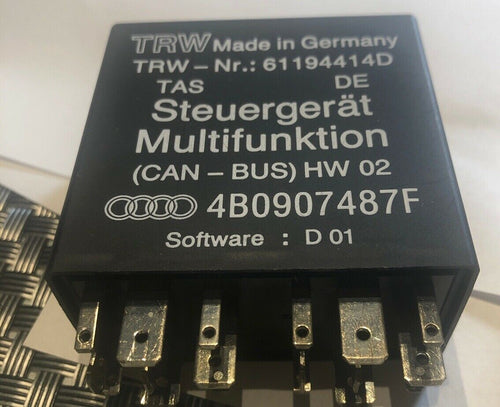 TRW Made in Germany
TRW – Nr.: 61194414D
TAS DE
Steuergerät
Multifunktion
(CAN – BUS) HW 02
4B0907487F
Software : D 01